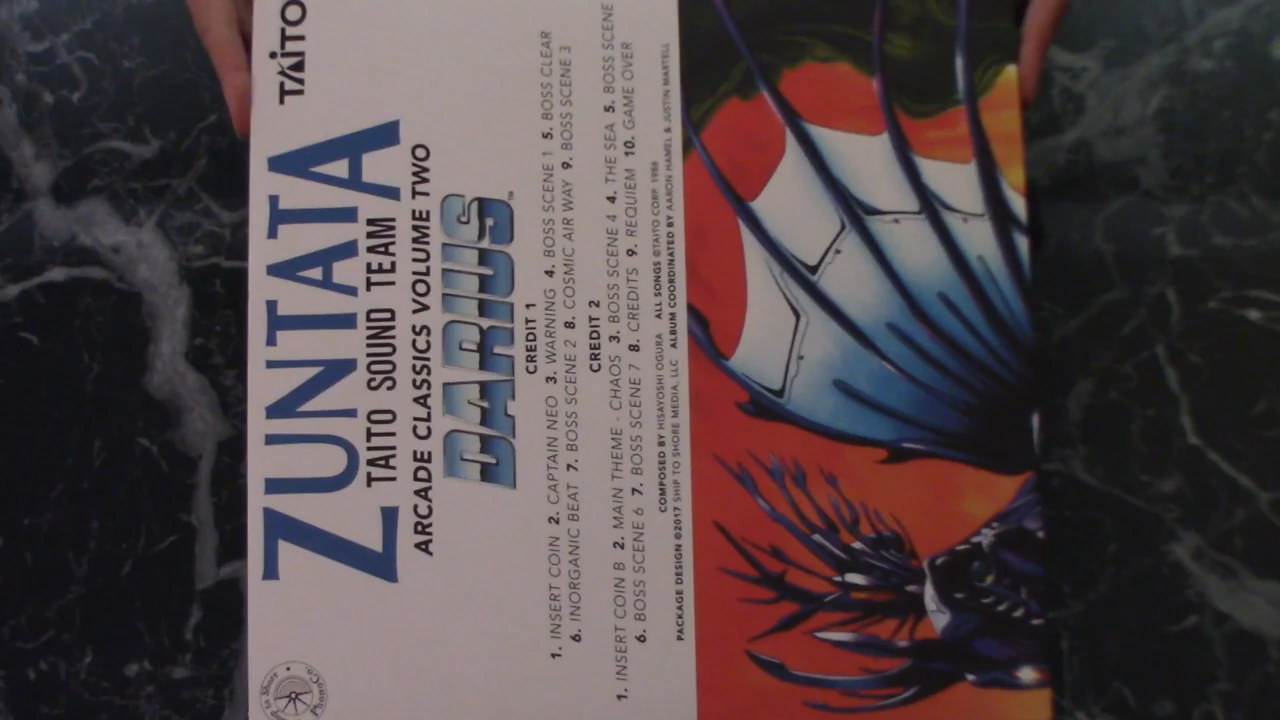 TAITO
ZUNTATA
TAITO SOUND TEAM
ARCADE CLASSICS VOLUME TWO
DARIUS™
CREDIT 1
1. INSERT COIN 2. CAPTAIN NEO 3. WARNING 4. BOSS SCENE 1 5. BOSS CLEAR
6. INORGANIC BEAT 7. BOSS SCENE 2 8. COSMIC AIR WAY 9. BOSS SCENE 3
CREDIT 2
1. INSERT COIN B 2. MAIN THEME - CHAOS 3. BOSS SCENE 4 4. THE SEA 5. BOSS SCENE
6. BOSS SCENE 6 7. BOSS SCENE 7 8. CREDITS 9. REQUIEM 10. GAME OVER
COMPOSED BY HISAYOSHI OGURA ALL SONGS ©TAITO CORP. 1986
PACKAGE DESIGN ©2017 SHIP TO SHORE MEDIA, LLC ALBUM COORDINATED BY AARON HAMEL & JUSTIN MARTELL
to Shore
PhonoCo